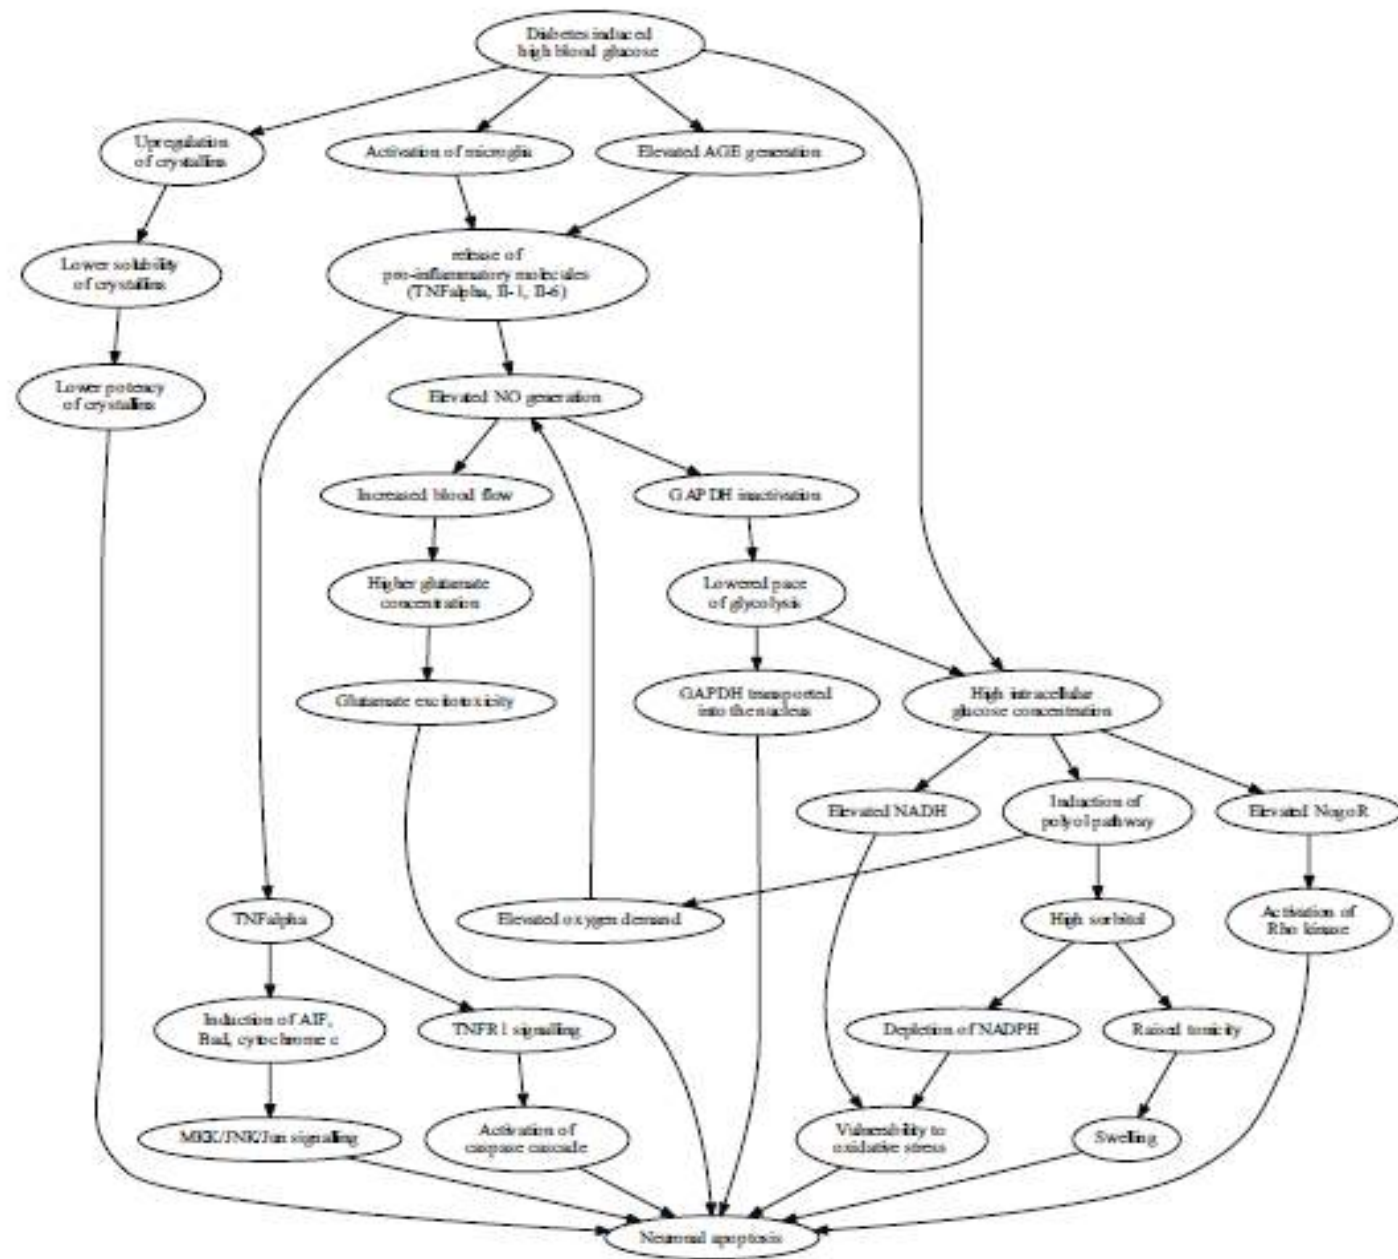 Diabetes induced
high blood glucose
Upregulation
of crystallins
Activation of microglia
Elevated AGE generation
Lower solubility
of crystallins
release of
pro-inflammatory molecules
(TNFalpha, Il-1, Il-6)
Lower potency
of crystallins
Elevated NO generation
Increased blood flow
GAPDH inactivation
Higher glutamate
concentration
Lowered pace
of glycolysis
Glutamate excitotoxicity
GAPDH transported
into the nucleus
High intracellular
glucose concentration
Elevated NADH
Induction of
polyol pathway
Elevated NogoR
TNFalpha
Elevated oxygen demand
High sorbitol
Activation of
Rho kinase
Induction of AIF,
Bad, cytochrome c
TNFR1 signalling
Depletion of NADPH
Raised tonicity
MKK/JNK/Jun signalling
Activation of
caspase cascade
Vulnerability to
oxidative stress
Swelling
Neuronal apoptosis